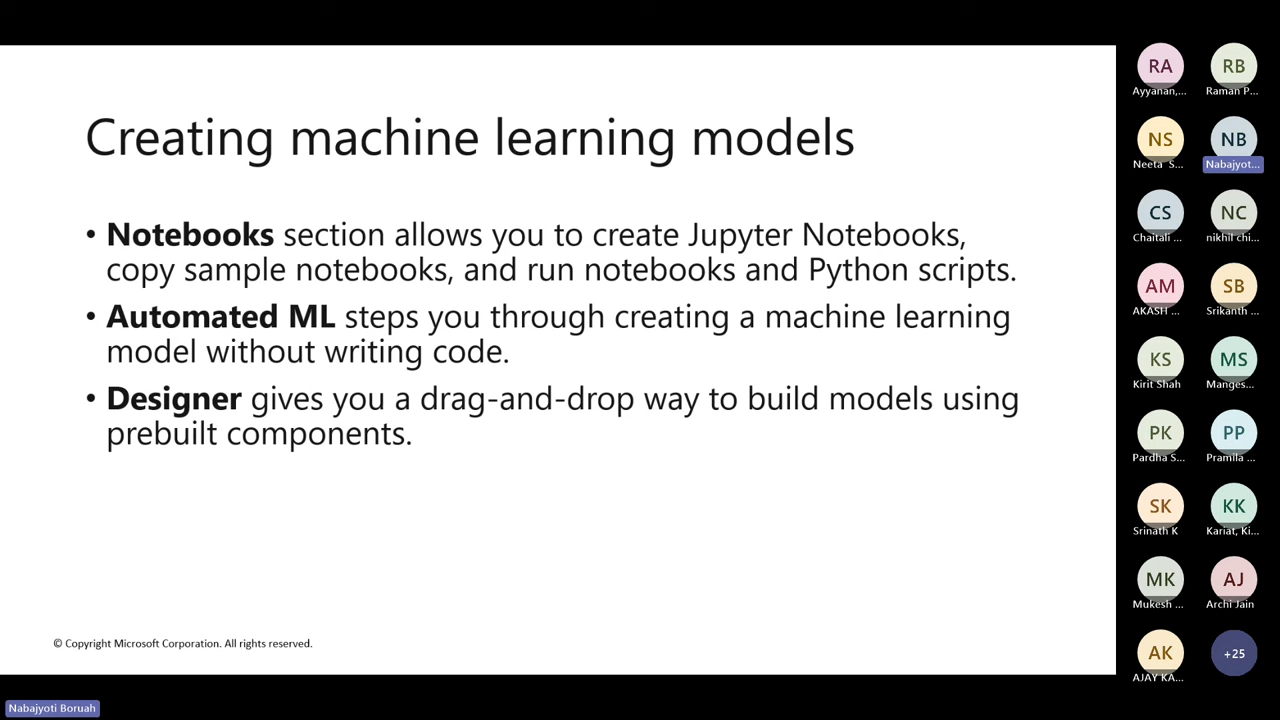 Creating machine learning models
• Notebooks section allows you to create Jupyter Notebooks,
copy sample notebooks, and run notebooks and Python scripts.
• Automated ML steps you through creating a machine learning
model without writing code.
• Designer gives you a drag-and-drop way to build models using
prebuilt components.
© Copyright Microsoft Corporation. All rights reserved.
Nabajyoti Boruah
RA
Ayyanan,...
RB
Raman P...
NS
Neeta S...
NB
Nabajyot...
CS
Chaitali ...
NC
nikhil chi...
AM
AKASH ...
SB
Srikanth ...
KS
Kirit Shah
MS
Manges...
PK
Pardha S...
PP
Pramila ...
SK
Srinath K
KK
Kariat, Ki...
MK
Mukesh ...
AJ
Archi Jain
AK
AJAY KA...
+25